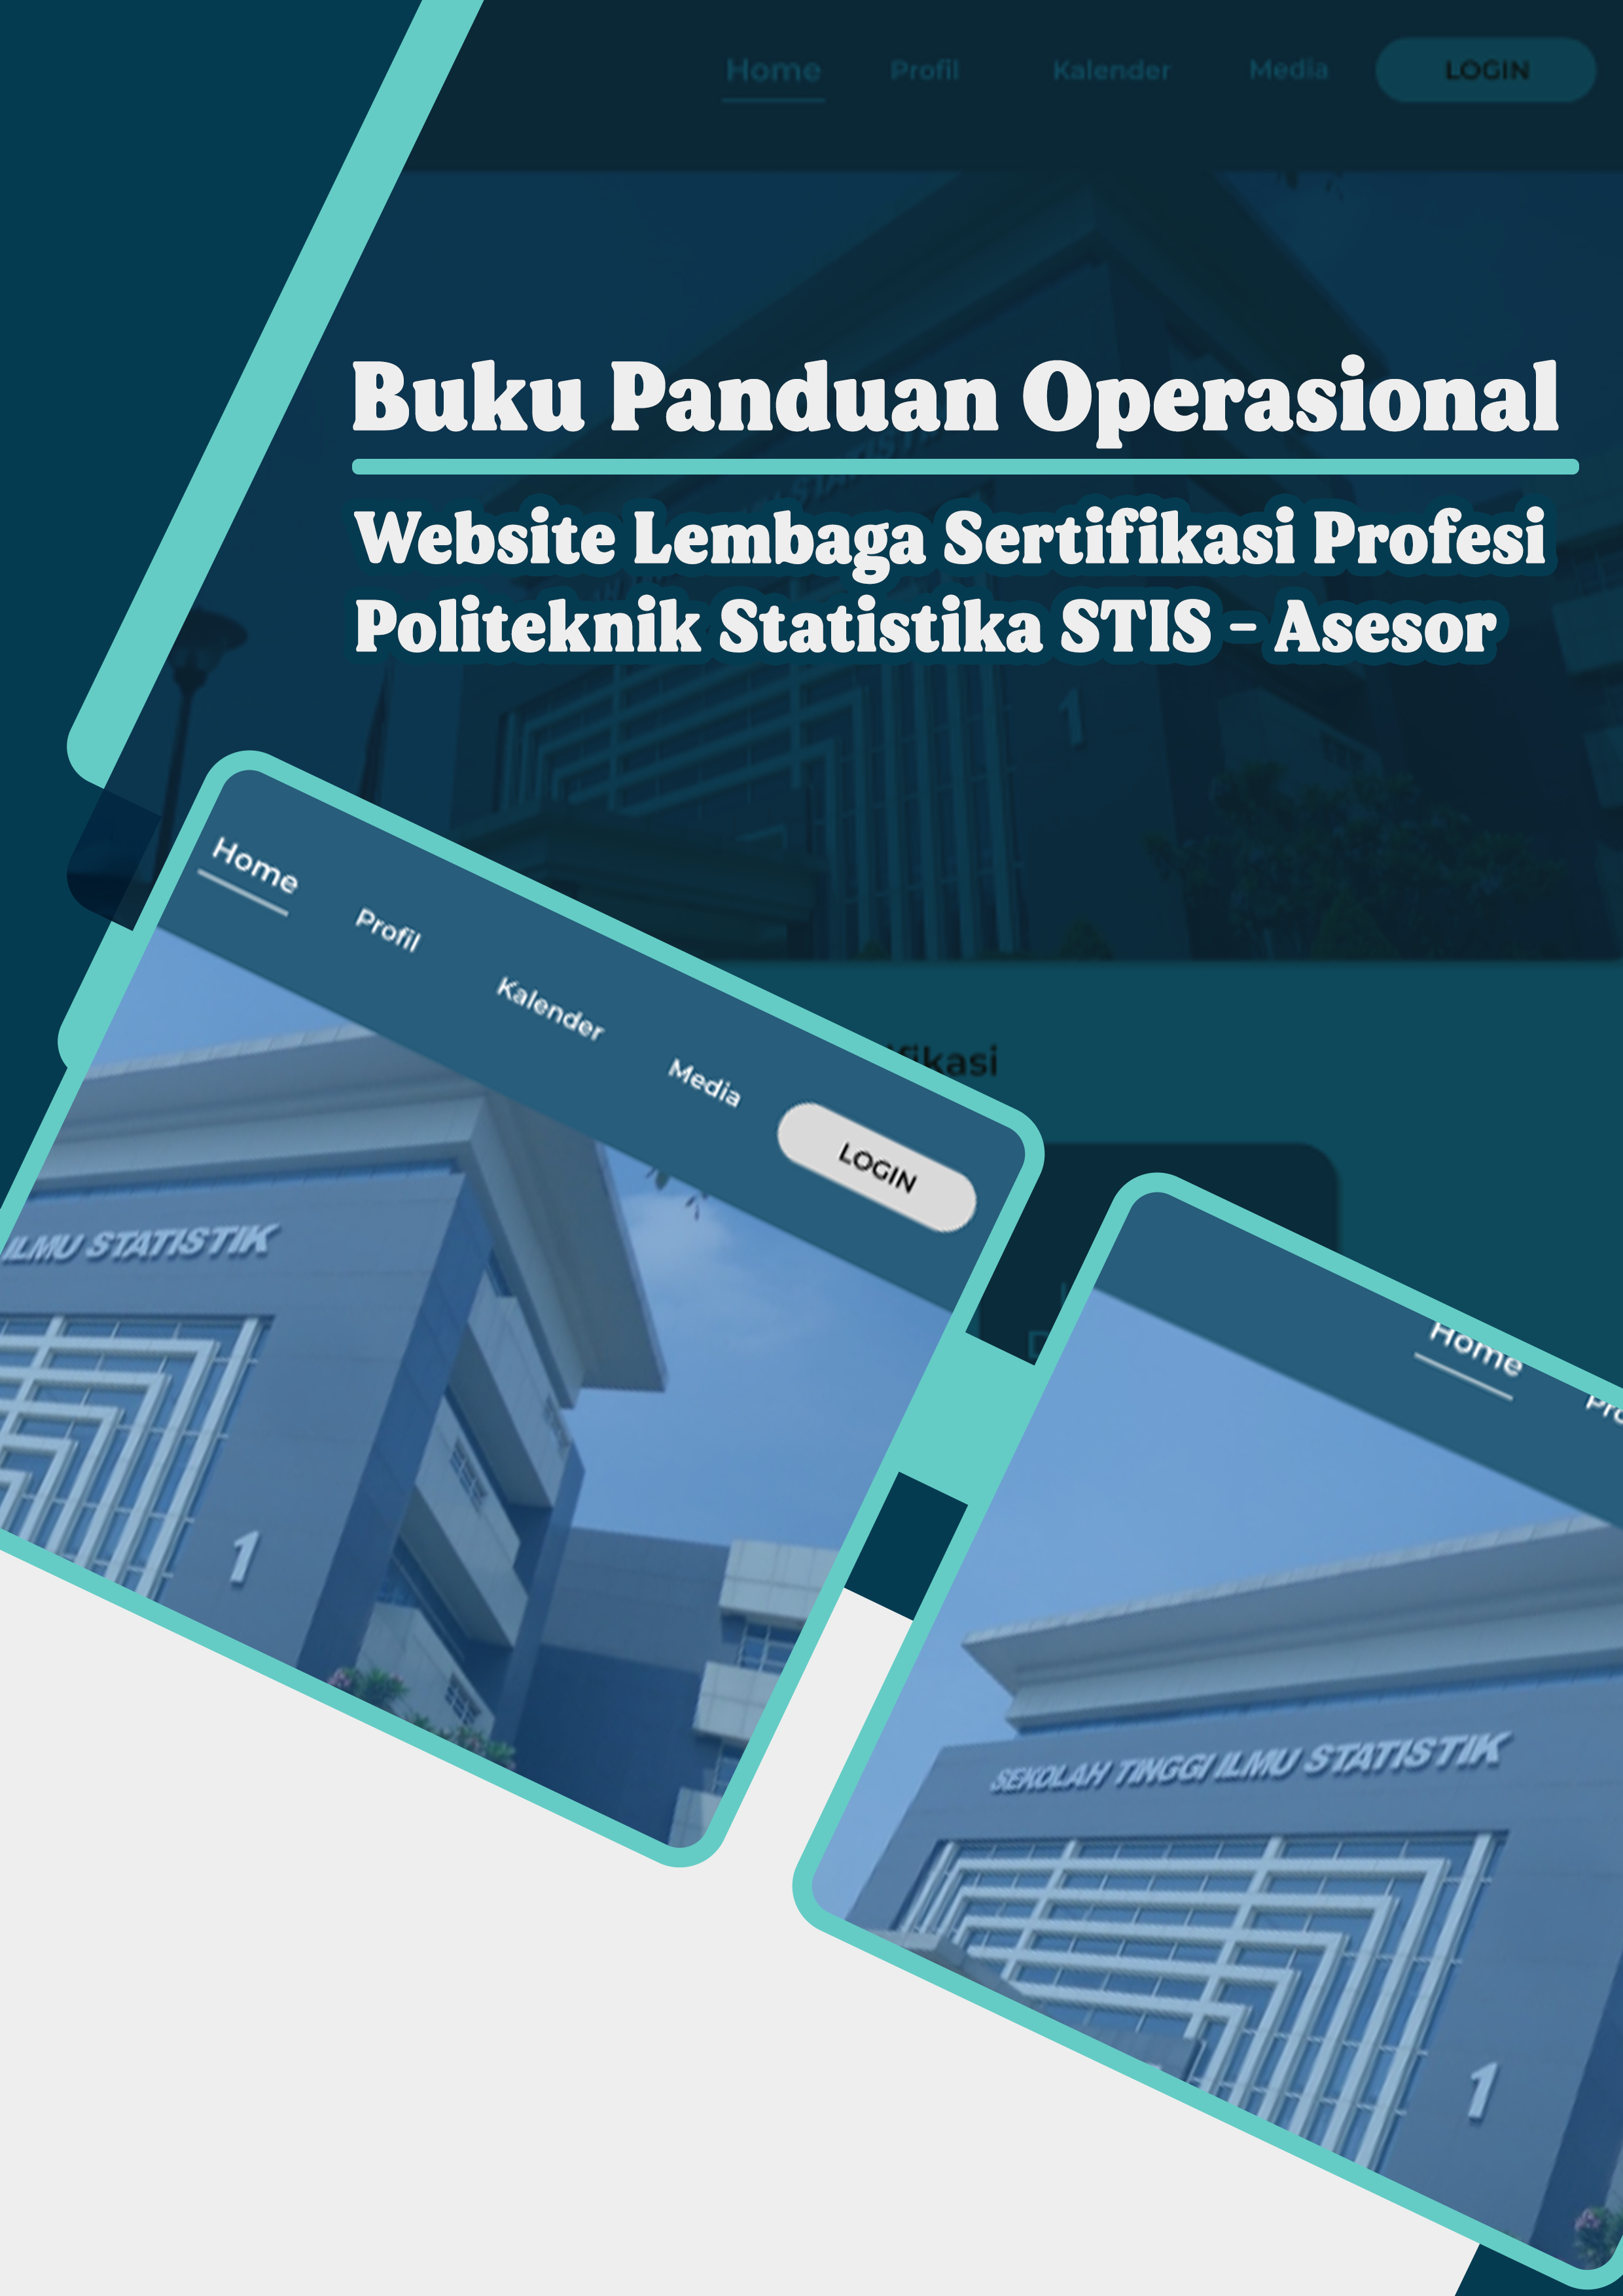 Home Profil Kalender Media LOGIN
Buku Panduan Operasional
Website Lembaga Sertifikasi Profesi
Politeknik Statistika STIS - Asesor
1
Home Profil Kalender Media LOGIN
ILMU STATISTIK
1
Home
SEKOLAH TINGGI ILMU STATISTIK
1